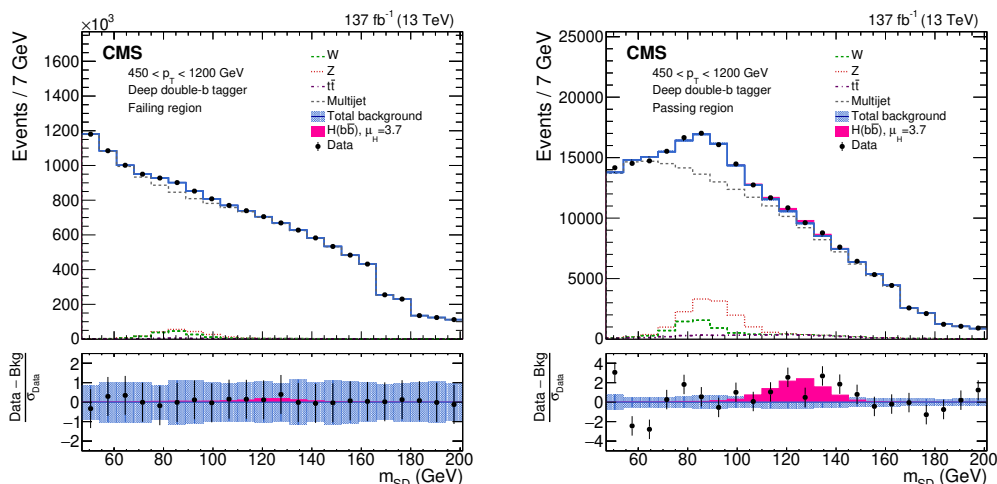 137 fb⁻¹ (13 TeV)
×10³
CMS
450 < p_T < 1200 GeV
Deep double-b tagger
Failing region
W
Z
tt̄
Multijet
Total background
H(bb̄), μ_H=3.7
Data
Events / 7 GeV
1600
1400
1200
1000
800
600
400
200
0
Data − Bkg
σ_Data
2
1
0
−1
−2
60 80 100 120 140 160 180 200
m_SD (GeV)
137 fb⁻¹ (13 TeV)
CMS
450 < p_T < 1200 GeV
Deep double-b tagger
Passing region
W
Z
tt̄
Multijet
Total background
H(bb̄), μ_H=3.7
Data
Events / 7 GeV
25000
20000
15000
10000
5000
0
Data − Bkg
σ_Data
4
2
0
−2
−4
60 80 100 120 140 160 180 200
m_SD (GeV)